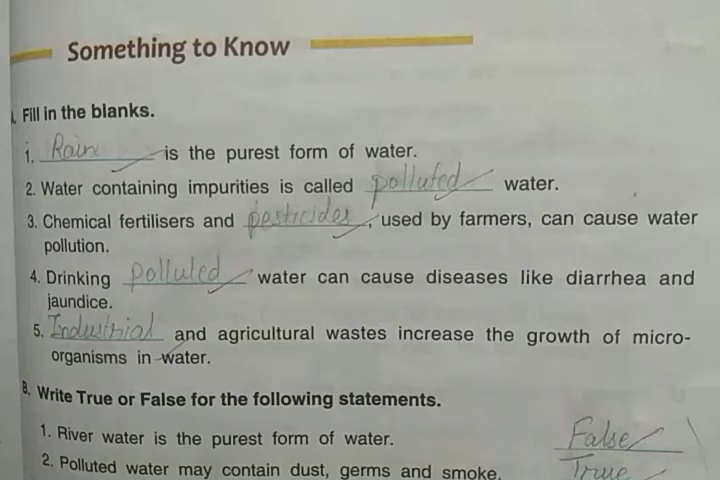 Something to Know
A. Fill in the blanks.
1. Rain is the purest form of water.
2. Water containing impurities is called polluted water.
3. Chemical fertilisers and pesticides, used by farmers, can cause water
pollution.
4. Drinking polluted water can cause diseases like diarrhea and
jaundice.
5. Industrial and agricultural wastes increase the growth of micro-
organisms in water.
B. Write True or False for the following statements.
1. River water is the purest form of water. False
2. Polluted water may contain dust, germs and smoke. True